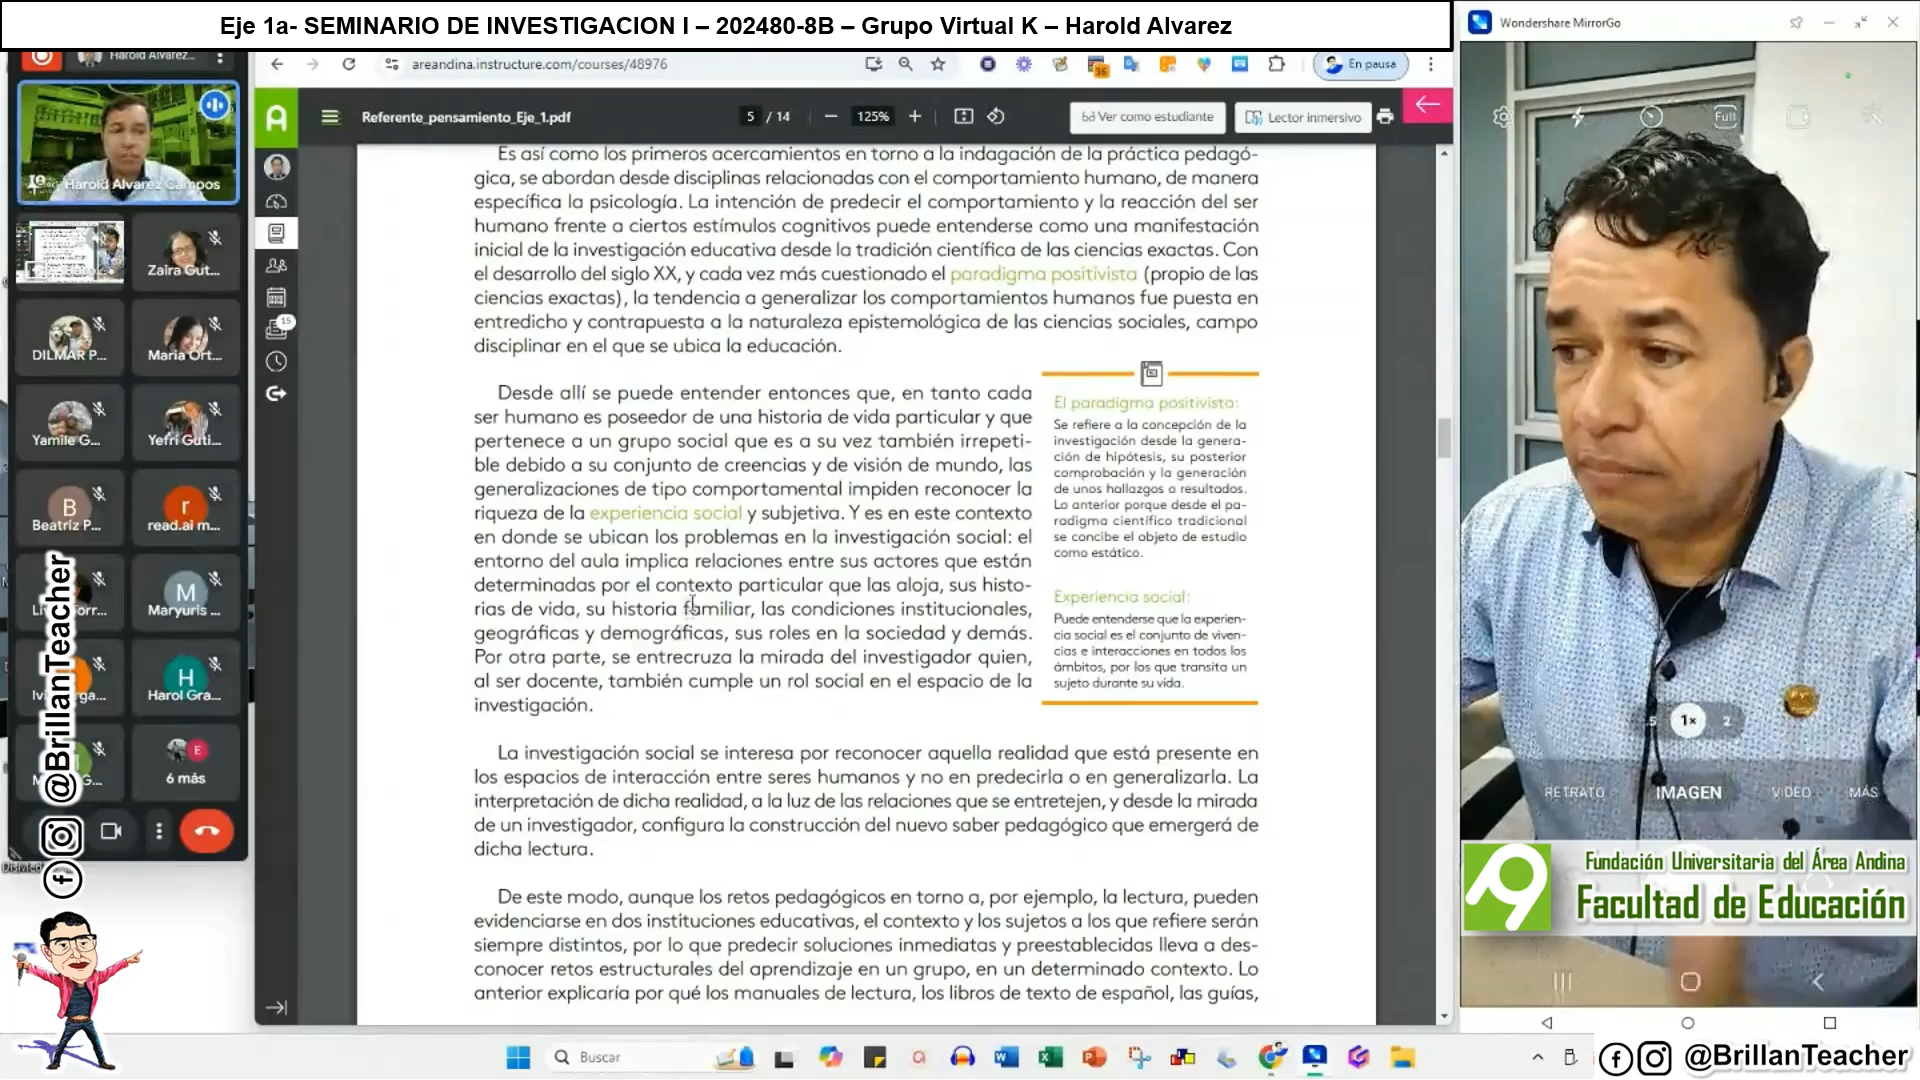 Eje 1a- SEMINARIO DE INVESTIGACION I – 202480-8B – Grupo Virtual K – Harold Alvarez
Wondershare MirrorGo
Harold Alvarez...
areandina.instructure.com/courses/48976
36
En pausa
Referente_pensamiento_Eje_1.pdf
5 / 14
125%
Ver como estudiante
Lector inmersivo
Full
Harold Alvarez Campos
Zaira Gut...
DILMAR P...
Maria Ort...
Yamile G...
Yefri Guti...
B
Beatriz P...
r
read.ai m...
M
Maryuris ...
H
Harol Gra...
E
6 más
15
@BrillanTeacher
Es así como los primeros acercamientos en torno a la indagación de la práctica pedagó-
gica, se abordan desde disciplinas relacionadas con el comportamiento humano, de manera
específica la psicología. La intención de predecir el comportamiento y la reacción del ser
humano frente a ciertos estímulos cognitivos puede entenderse como una manifestación
inicial de la investigación educativa desde la tradición científica de las ciencias exactas. Con
el desarrollo del siglo XX, y cada vez más cuestionado el paradigma positivista (propio de las
ciencias exactas), la tendencia a generalizar los comportamientos humanos fue puesta en
entredicho y contrapuesta a la naturaleza epistemológica de las ciencias sociales, campo
disciplinar en el que se ubica la educación.
Desde allí se puede entender entonces que, en tanto cada
ser humano es poseedor de una historia de vida particular y que
pertenece a un grupo social que es a su vez también irrepeti-
ble debido a su conjunto de creencias y de visión de mundo, las
generalizaciones de tipo comportamental impiden reconocer la
riqueza de la experiencia social y subjetiva. Y es en este contexto
en donde se ubican los problemas en la investigación social: el
entorno del aula implica relaciones entre sus actores que están
determinadas por el contexto particular que las aloja, sus histo-
rias de vida, su historia familiar, las condiciones institucionales,
geográficas y demográficas, sus roles en la sociedad y demás.
Por otra parte, se entrecruza la mirada del investigador quien,
al ser docente, también cumple un rol social en el espacio de la
investigación.
El paradigma positivista:
Se refiere a la concepción de la
investigación desde la genera-
ción de hipótesis, su posterior
comprobación y la generación
de unos hallazgos o resultados.
Lo anterior porque desde el pa-
radigma científico tradicional
se concibe el objeto de estudio
como estático.
Experiencia social:
Puede entenderse que la experien-
cia social es el conjunto de viven-
cias e interacciones en todos los
ámbitos, por los que transita un
sujeto durante su vida.
La investigación social se interesa por reconocer aquella realidad que está presente en
los espacios de interacción entre seres humanos y no en predecirla o en generalizarla. La
interpretación de dicha realidad, a la luz de las relaciones que se entretejen, y desde la mirada
de un investigador, configura la construcción del nuevo saber pedagógico que emergerá de
dicha lectura.
De este modo, aunque los retos pedagógicos en torno a, por ejemplo, la lectura, pueden
evidenciarse en dos instituciones educativas, el contexto y los sujetos a los que refiere serán
siempre distintos, por lo que predecir soluciones inmediatas y preestablecidas lleva a des-
conocer retos estructurales del aprendizaje en un grupo, en un determinado contexto. Lo
anterior explicaría por qué los manuales de lectura, los libros de texto de español, las guías,
.5 1× 2
RETRATO IMAGEN VIDEO MÁS
Fundación Universitaria del Área Andina
Facultad de Educación
Buscar
@BrillanTeacher